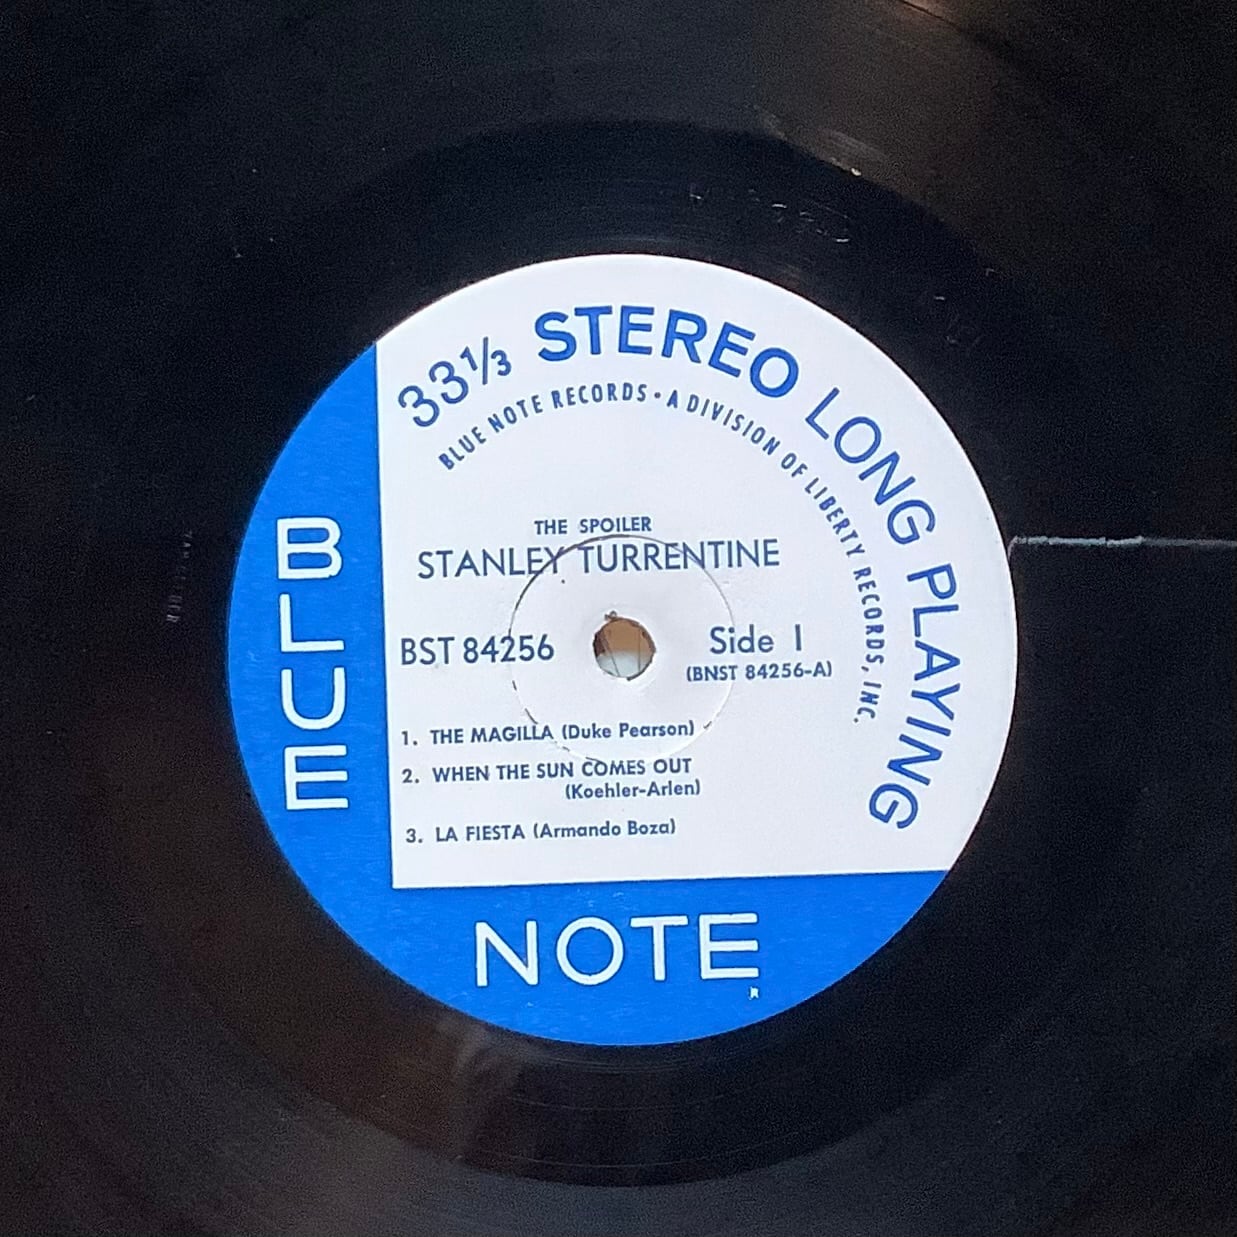 33⅓ STEREO LONG PLAYING
BLUE NOTE RECORDS • A DIVISION OF LIBERTY RECORDS, INC.
THE SPOILER
STANLEY TURRENTINE
BST 84256
Side 1
(BNST 84256-A)
1. THE MAGILLA (Duke Pearson)
2. WHEN THE SUN COMES OUT
(Koehler-Arlen)
3. LA FIESTA (Armando Boza)
BLUE
NOTE